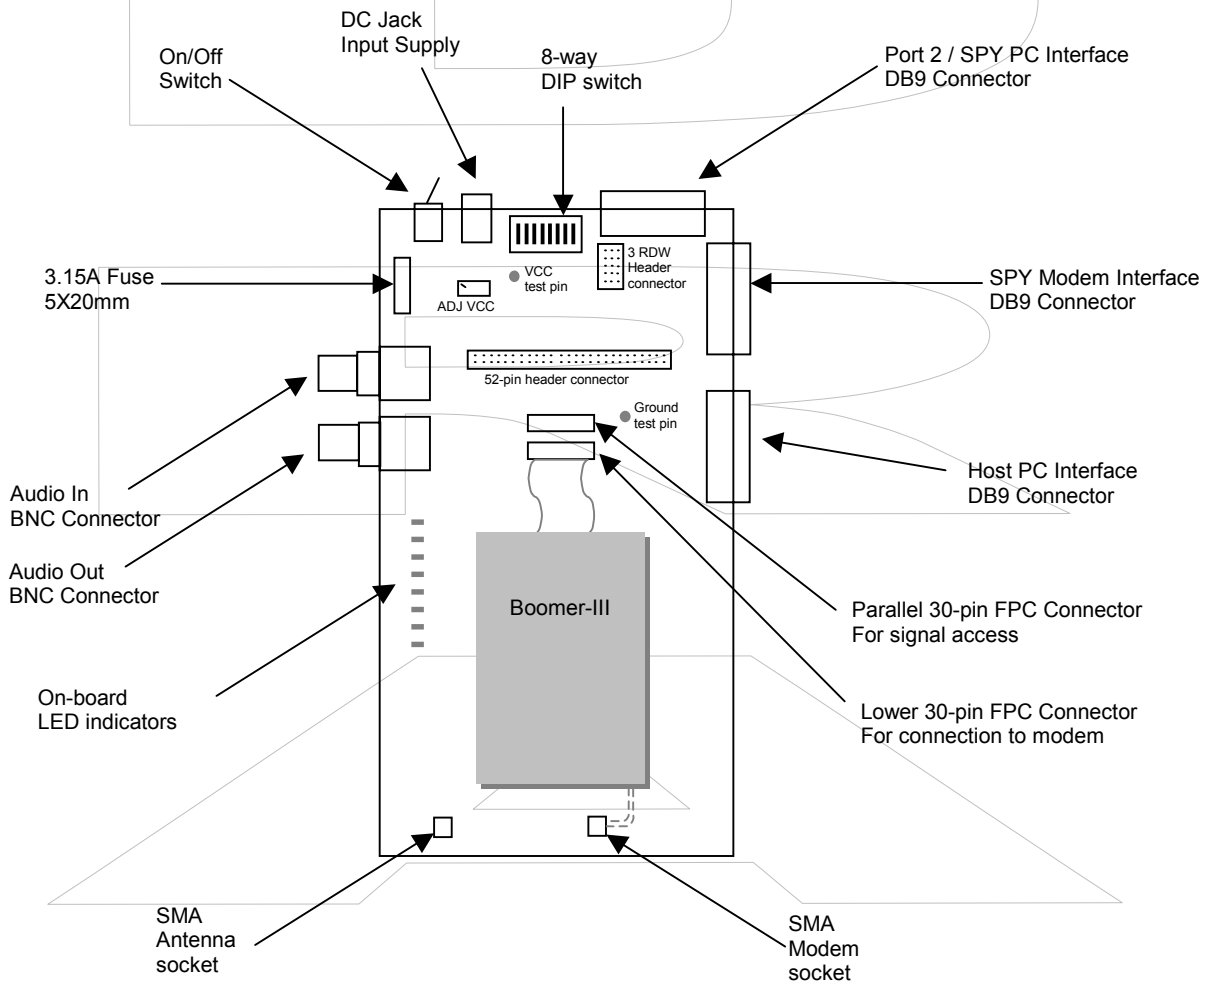 DC Jack
Input Supply
On/Off
Switch
8-way
DIP switch
Port 2 / SPY PC Interface
DB9 Connector
3.15A Fuse
5X20mm
VCC
test pin
3 RDW
Header
connector
ADJ VCC
SPY Modem Interface
DB9 Connector
52-pin header connector
Ground
test pin
Audio In
BNC Connector
Host PC Interface
DB9 Connector
Audio Out
BNC Connector
Boomer-III
Parallel 30-pin FPC Connector
For signal access
On-board
LED indicators
Lower 30-pin FPC Connector
For connection to modem
SMA
Antenna
socket
SMA
Modem
socket